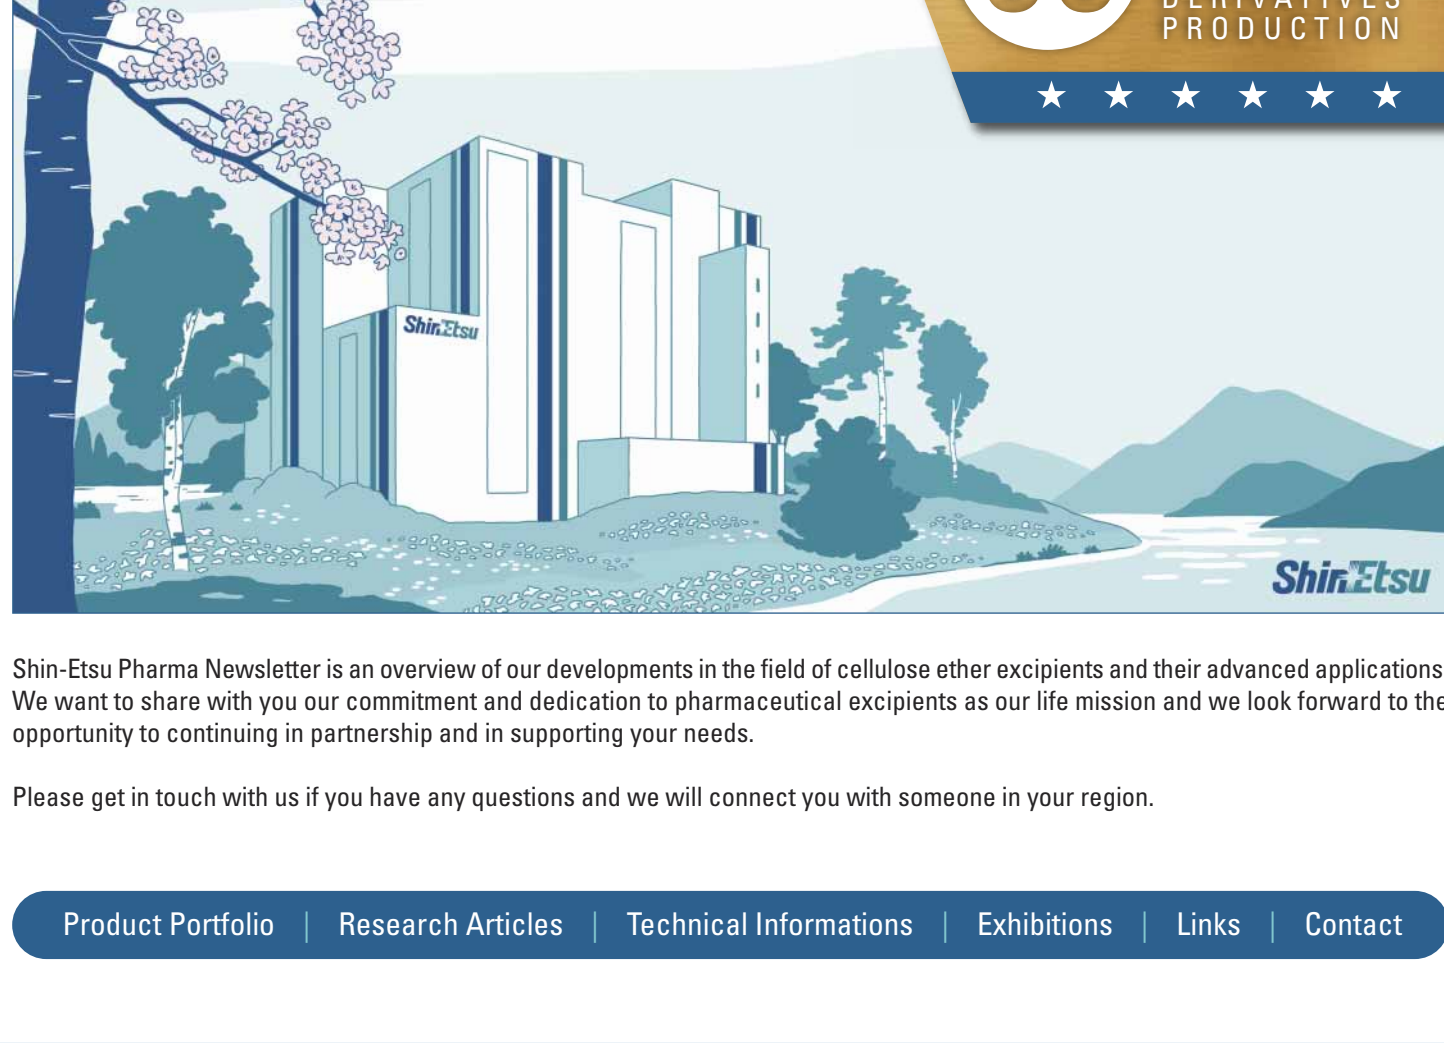 DERIVATIVES
PRODUCTION
Shin-Etsu
Shin-Etsu
Shin-Etsu Pharma Newsletter is an overview of our developments in the field of cellulose ether excipients and their advanced applications
We want to share with you our commitment and dedication to pharmaceutical excipients as our life mission and we look forward to the
opportunity to continuing in partnership and in supporting your needs.
Please get in touch with us if you have any questions and we will connect you with someone in your region.
Product Portfolio | Research Articles | Technical Informations | Exhibitions | Links | Contact